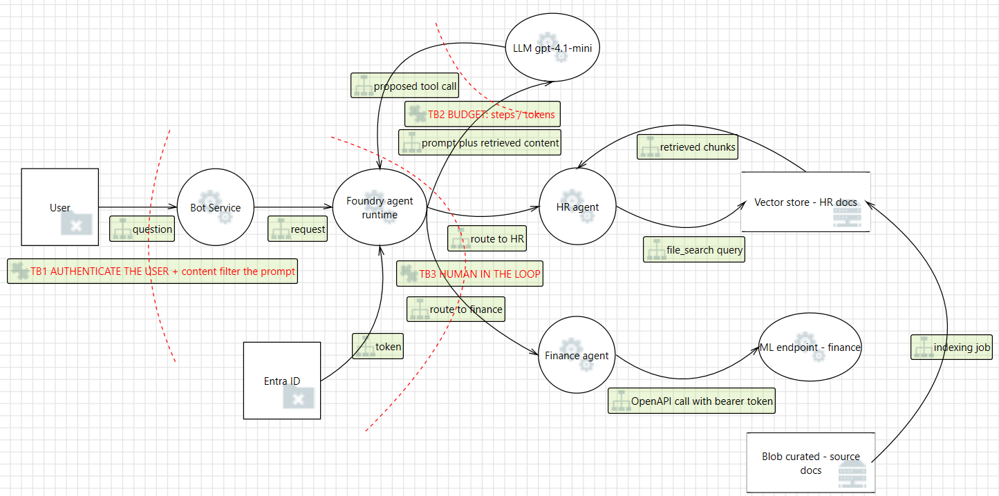 LLM gpt-4.1-mini
proposed tool call
TB2 BUDGET: steps / tokens
prompt plus retrieved content
retrieved chunks
User
Bot Service
Foundry agent
runtime
HR agent
Vector store - HR docs
question
request
route to HR
file_search query
TB1 AUTHENTICATE THE USER + content filter the prompt
TB3 HUMAN IN THE LOOP
route to finance
token
Entra ID
Finance agent
ML endpoint - finance
indexing job
OpenAPI call with bearer token
Blob curated - source
docs